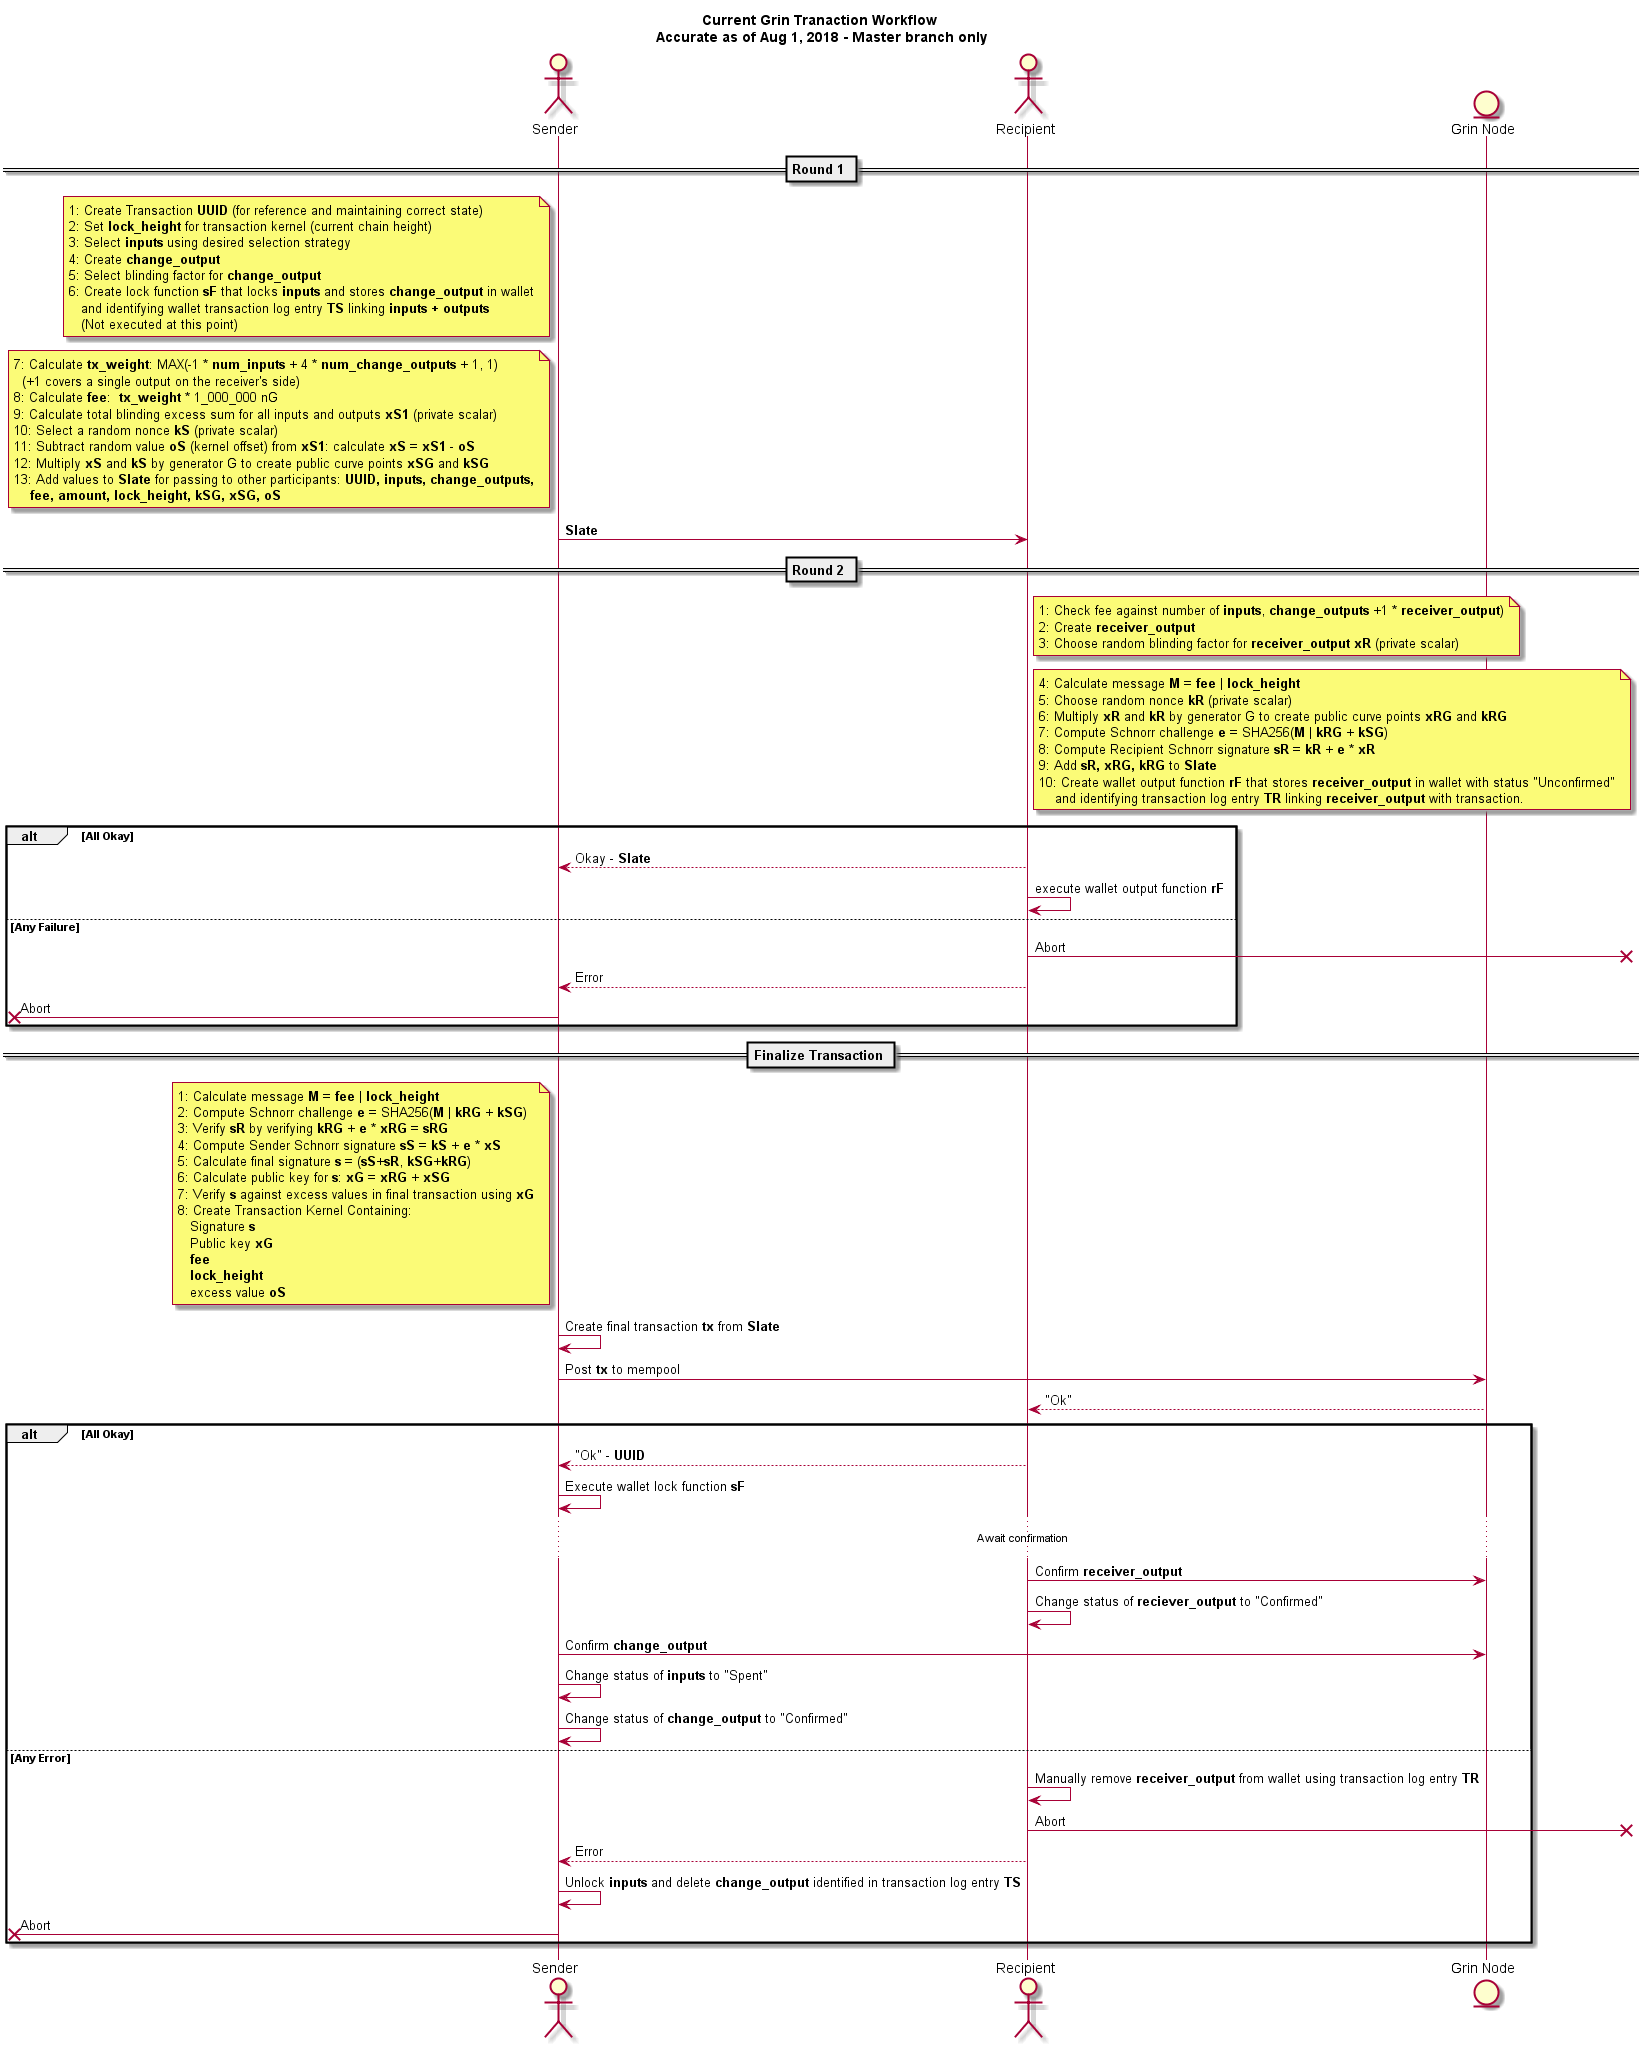 Current Grin Tranaction Workflow
Accurate as of Aug 1, 2018 - Master branch only
Sender
Recipient
Grin Node
Round 1
1: Create Transaction UUID (for reference and maintaining correct state)
2: Set lock_height for transaction kernel (current chain height)
3: Select inputs using desired selection strategy
4: Create change_output
5: Select blinding factor for change_output
6: Create lock function sF that locks inputs and stores change_output in wallet
and identifying wallet transaction log entry TS linking inputs + outputs
(Not executed at this point)
7: Calculate tx_weight: MAX(-1 * num_inputs + 4 * num_change_outputs + 1, 1)
(+1 covers a single output on the receiver's side)
8: Calculate fee:  tx_weight * 1_000_000 nG
9: Calculate total blinding excess sum for all inputs and outputs xS1 (private scalar)
10: Select a random nonce kS (private scalar)
11: Subtract random value oS (kernel offset) from xS1: calculate xS = xS1 - oS
12: Multiply xS and kS by generator G to create public curve points xSG and kSG
13: Add values to Slate for passing to other participants: UUID, inputs, change_outputs,
fee, amount, lock_height, kSG, xSG, oS
Slate
Round 2
1: Check fee against number of inputs, change_outputs +1 * receiver_output)
2: Create receiver_output
3: Choose random blinding factor for receiver_output xR (private scalar)
4: Calculate message M = fee | lock_height
5: Choose random nonce kR (private scalar)
6: Multiply xR and kR by generator G to create public curve points xRG and kRG
7: Compute Schnorr challenge e = SHA256(M | kRG + kSG)
8: Compute Recipient Schnorr signature sR = kR + e * xR
9: Add sR, xRG, kRG to Slate
10: Create wallet output function rF that stores receiver_output in wallet with status "Unconfirmed"
and identifying transaction log entry TR linking receiver_output with transaction.
alt [All Okay]
Okay - Slate
execute wallet output function rF
[Any Failure]
Abort
Error
Abort
Finalize Transaction
1: Calculate message M = fee | lock_height
2: Compute Schnorr challenge e = SHA256(M | kRG + kSG)
3: Verify sR by verifying kRG + e * xRG = sRG
4: Compute Sender Schnorr signature sS = kS + e * xS
5: Calculate final signature s = (sS+sR, kSG+kRG)
6: Calculate public key for s: xG = xRG + xSG
7: Verify s against excess values in final transaction using xG
8: Create Transaction Kernel Containing:
Signature s
Public key xG
fee
lock_height
excess value oS
Create final transaction tx from Slate
Post tx to mempool
"Ok"
alt [All Okay]
"Ok" - UUID
Execute wallet lock function sF
Await confirmation
Confirm receiver_output
Change status of reciever_output to "Confirmed"
Confirm change_output
Change status of inputs to "Spent"
Change status of change_output to "Confirmed"
[Any Error]
Manually remove receiver_output from wallet using transaction log entry TR
Abort
Error
Unlock inputs and delete change_output identified in transaction log entry TS
Abort
Sender
Recipient
Grin Node